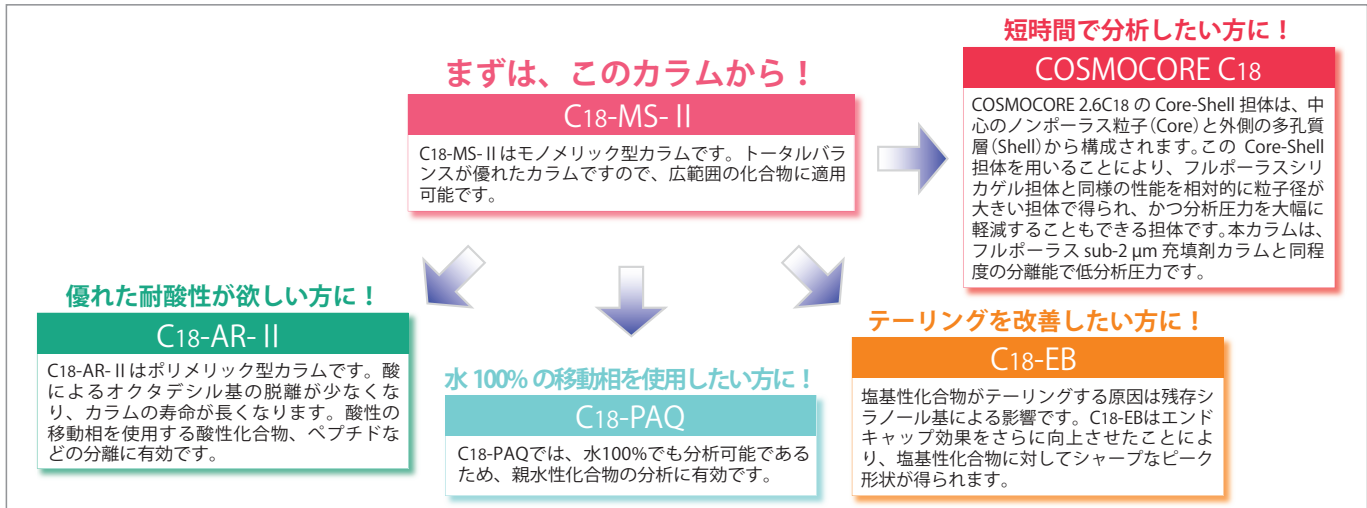 まずは、このカラムから！
C18-MS-Ⅱ
C18-MS-Ⅱはモノメリック型カラムです。トータルバラ
ンスが優れたカラムですので、広範囲の化合物に適用
可能です。
短時間で分析したい方に！
COSMOCORE C18
COSMOCORE 2.6C18 の Core-Shell 担体は、中
心のノンポーラス粒子(Core)と外側の多孔質
層(Shell)から構成されます。この Core-Shell
担体を用いることにより、フルポーラスシリ
カゲル担体と同様の性能を相対的に粒子径が
大きい担体で得られ、かつ分析圧力を大幅に
軽減することもできる担体です。本カラムは、
フルポーラス sub-2 μm 充填剤カラムと同程
度の分離能で低分析圧力です。
優れた耐酸性が欲しい方に！
C18-AR-Ⅱ
C18-AR-Ⅱはポリメリック型カラムです。酸
によるオクタデシル基の脱離が少なくな
り、カラムの寿命が長くなります。酸性の
移動相を使用する酸性化合物、ペプチドな
どの分離に有効です。
水 100% の移動相を使用したい方に！
C18-PAQ
C18-PAQでは、水100%でも分析可能である
ため、親水性化合物の分析に有効です。
テーリングを改善したい方に！
C18-EB
塩基性化合物がテーリングする原因は残存シ
ラノール基による影響です。C18-EBはエンド
キャップ効果をさらに向上させたことによ
り、塩基性化合物に対してシャープなピーク
形状が得られます。